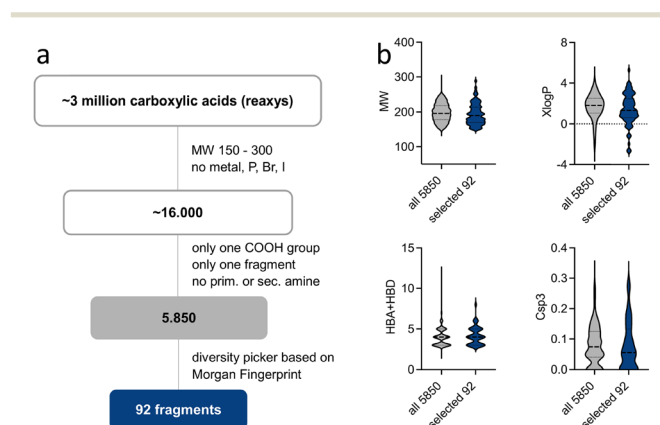 a
~3 million carboxylic acids (reaxys)
MW 150 - 300
no metal, P, Br, I
~16.000
only one COOH group
only one fragment
no prim. or sec. amine
5.850
diversity picker based on
Morgan Fingerprint
92 fragments
b
400
300
200
100
MW
all 5850
selected 92
8
4
0
-4
XlogP
all 5850
selected 92
15
10
5
0
HBA+HBD
all 5850
selected 92
0.4
0.3
0.2
0.1
0.0
Csp3
all 5850
selected 92